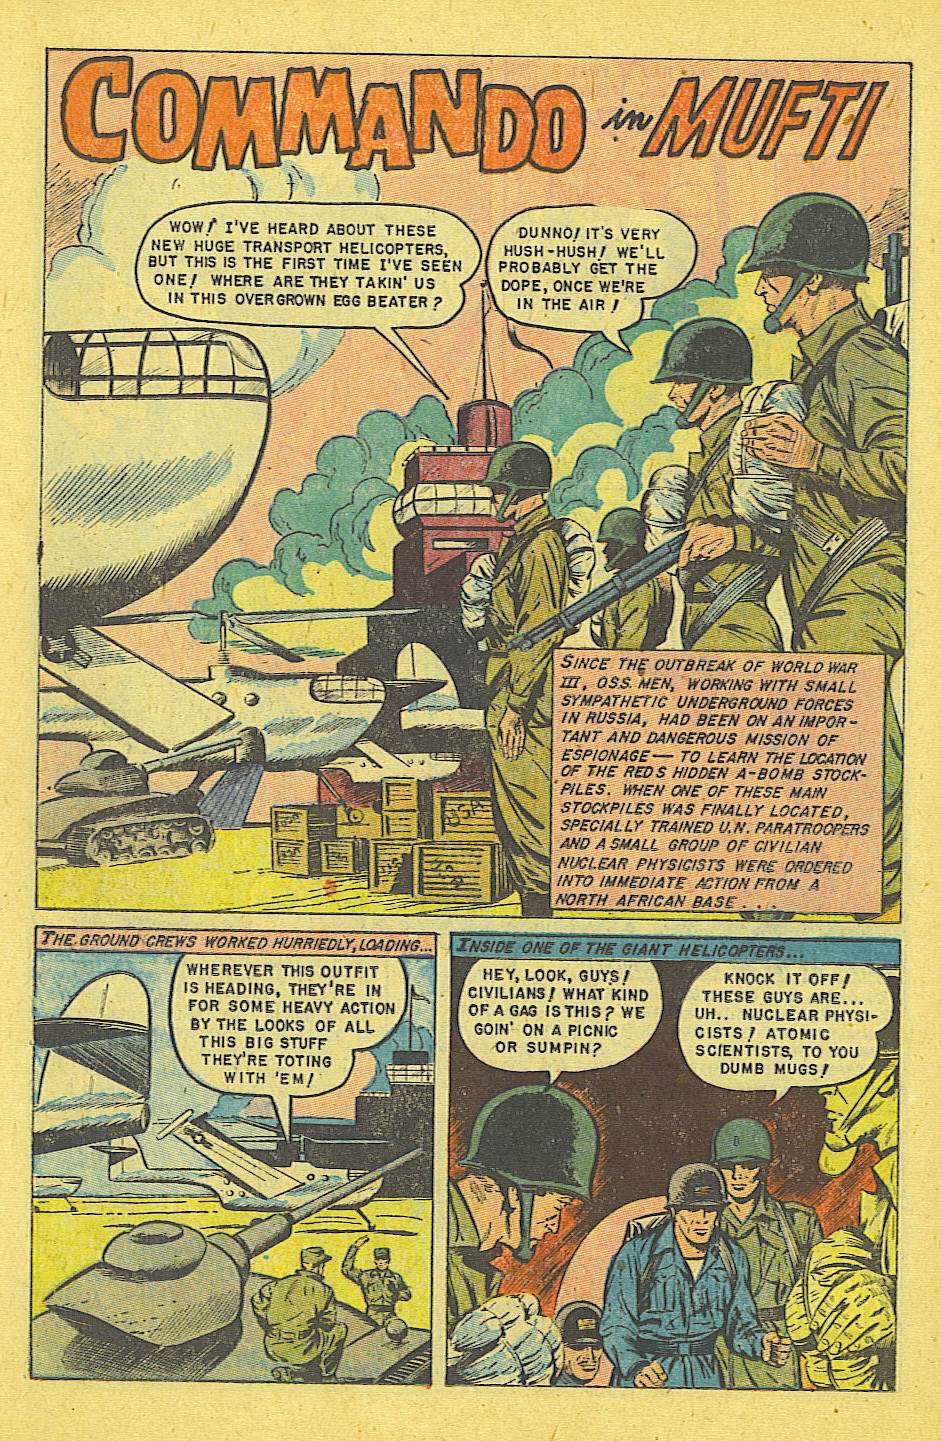 COMMANDO in MUFTI
WOW! I'VE HEARD ABOUT THESE
NEW HUGE TRANSPORT HELICOPTERS,
BUT THIS IS THE FIRST TIME I'VE SEEN
ONE! WHERE ARE THEY TAKIN' US
IN THIS OVERGROWN EGG BEATER?
DUNNO! IT'S VERY
HUSH-HUSH! WE'LL
PROBABLY GET THE
DOPE, ONCE WE'RE
IN THE AIR!
SINCE THE OUTBREAK OF WORLD WAR
III, O.S.S. MEN, WORKING WITH SMALL
SYMPATHETIC UNDERGROUND FORCES
IN RUSSIA, HAD BEEN ON AN IMPOR-
TANT AND DANGEROUS MISSION OF
ESPIONAGE — TO LEARN THE LOCATION
OF THE REDS HIDDEN A-BOMB STOCK-
PILES. WHEN ONE OF THESE MAIN
STOCKPILES WAS FINALLY LOCATED,
SPECIALLY TRAINED U.N. PARATROOPERS
AND A SMALL GROUP OF CIVILIAN
NUCLEAR PHYSICISTS WERE ORDERED
INTO IMMEDIATE ACTION FROM A
NORTH AFRICAN BASE . . .
USA
THE GROUND CREWS WORKED HURRIEDLY, LOADING...
WHEREVER THIS OUTFIT
IS HEADING, THEY'RE IN
FOR SOME HEAVY ACTION
BY THE LOOKS OF ALL
THIS BIG STUFF
THEY'RE TOTING
WITH 'EM!
INSIDE ONE OF THE GIANT HELICOPTERS...
HEY, LOOK, GUYS!
CIVILIANS! WHAT KIND
OF A GAG IS THIS? WE
GOIN' ON A PICNIC
OR SUMPIN?
KNOCK IT OFF!
THESE GUYS ARE...
UH.. NUCLEAR PHYSI-
CISTS! ATOMIC
SCIENTISTS, TO YOU
DUMB MUGS!